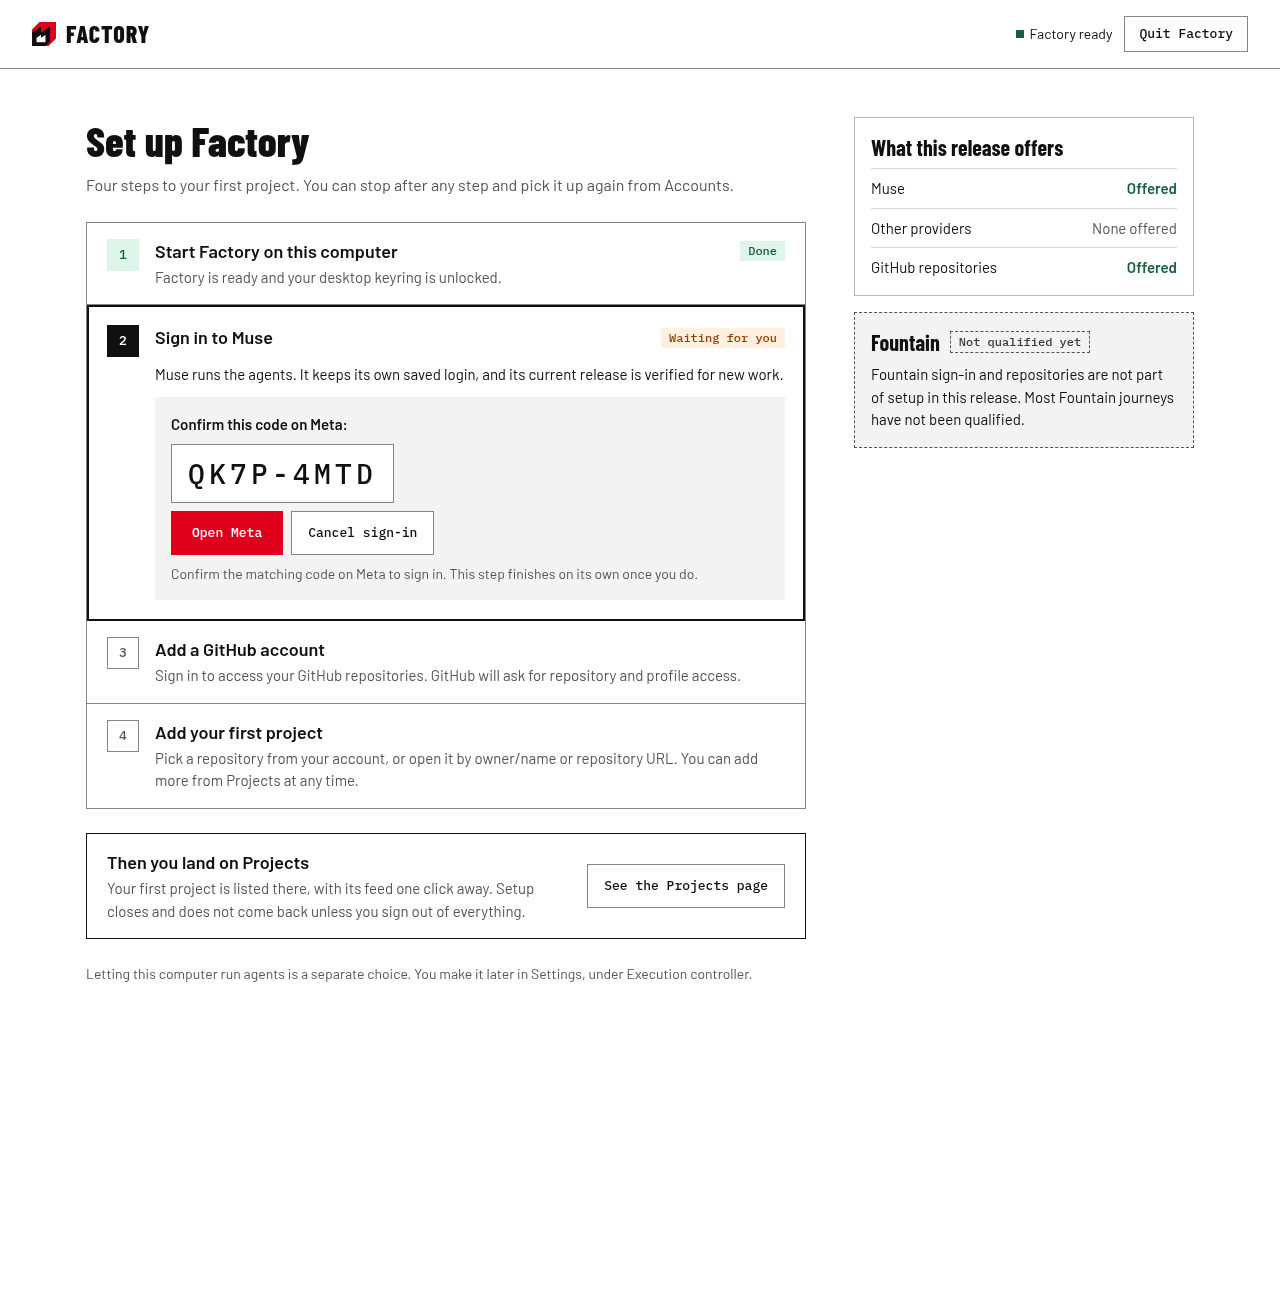 FACTORY
Factory ready
Quit Factory
Set up Factory
Four steps to your first project. You can stop after any step and pick it up again from Accounts.
1
Start Factory on this computer
Done
Factory is ready and your desktop keyring is unlocked.
2
Sign in to Muse
Waiting for you
Muse runs the agents. It keeps its own saved login, and its current release is verified for new work.
Confirm this code on Meta:
QK7P-4MTD
Open Meta
Cancel sign-in
Confirm the matching code on Meta to sign in. This step finishes on its own once you do.
3
Add a GitHub account
Sign in to access your GitHub repositories. GitHub will ask for repository and profile access.
4
Add your first project
Pick a repository from your account, or open it by owner/name or repository URL. You can add
more from Projects at any time.
Then you land on Projects
Your first project is listed there, with its feed one click away. Setup
closes and does not come back unless you sign out of everything.
See the Projects page
Letting this computer run agents is a separate choice. You make it later in Settings, under Execution controller.
What this release offers
Muse
Offered
Other providers
None offered
GitHub repositories
Offered
Fountain
Not qualified yet
Fountain sign-in and repositories are not part
of setup in this release. Most Fountain journeys
have not been qualified.